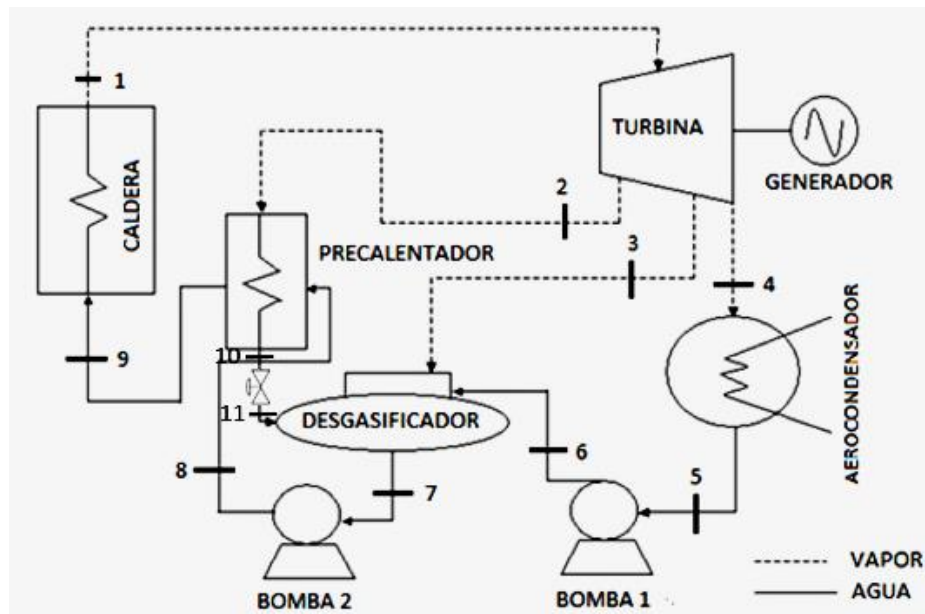 1
TURBINA
GENERADOR
CALDERA
2
PRECALENTADOR
3
4
AEROCONDENSADOR
9
10
11
DESGASIFICADOR
6
8
7
5
BOMBA 2
BOMBA 1
VAPOR
AGUA